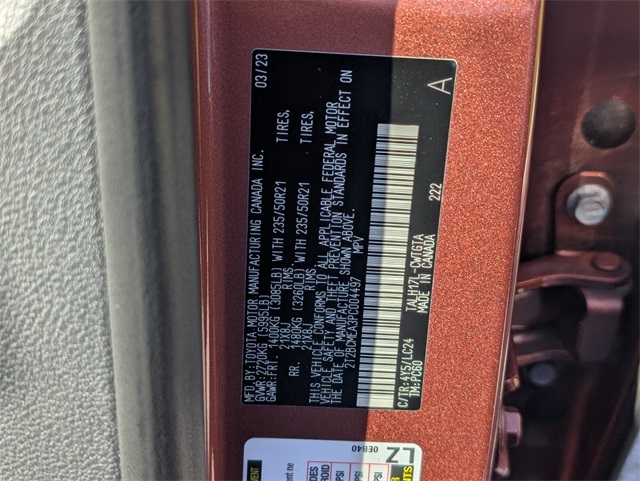 MFD.BY:TOYOTA MOTOR MANUFACTURING CANADA INC. 03/23
GVWR:2720KG (5995LB)
GAWR:FRT. 1400KG (3085LB) WITH 235/50R21 TIRES,
21X8J RIMS.
RR. 1480KG (3260LB) WITH 235/50R21 TIRES,
21X8J RIMS.
THIS VEHICLE CONFORMS TO ALL APPLICABLE FEDERAL MOTOR
VEHICLE SAFETY AND THEFT PREVENTION STANDARDS IN EFFECT ON
THE DATE OF MANUFACTURE SHOWN ABOVE.
2T2BCMEA3PC004497 MPV
C/TR:4Y5/LC24 TALH17L-CWTGTA 222
TM:PC60 MADE IN CANADA
A
0EB40
LZ